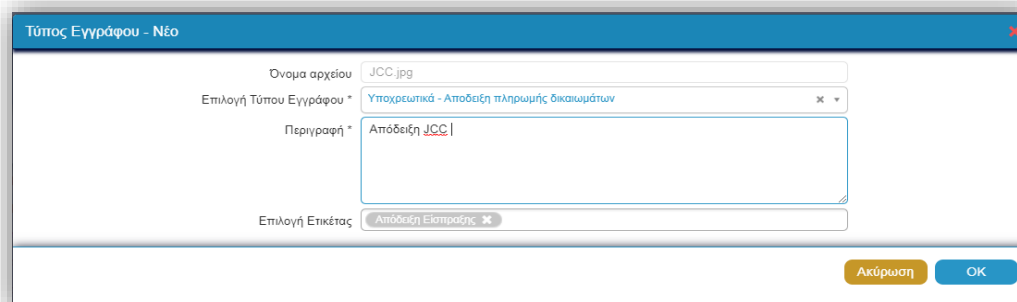 Τύπος Εγγράφου - Νέο
Όνομα αρχείου JCC.jpg
Επιλογή Τύπου Εγγράφου * Υποχρεωτικά - Αποδειξη πληρωμής δικαιωμάτων
Περιγραφή * Απόδειξη JCC
Επιλογή Ετικέτας Απόδειξη Είσπραξης
Ακύρωση OK